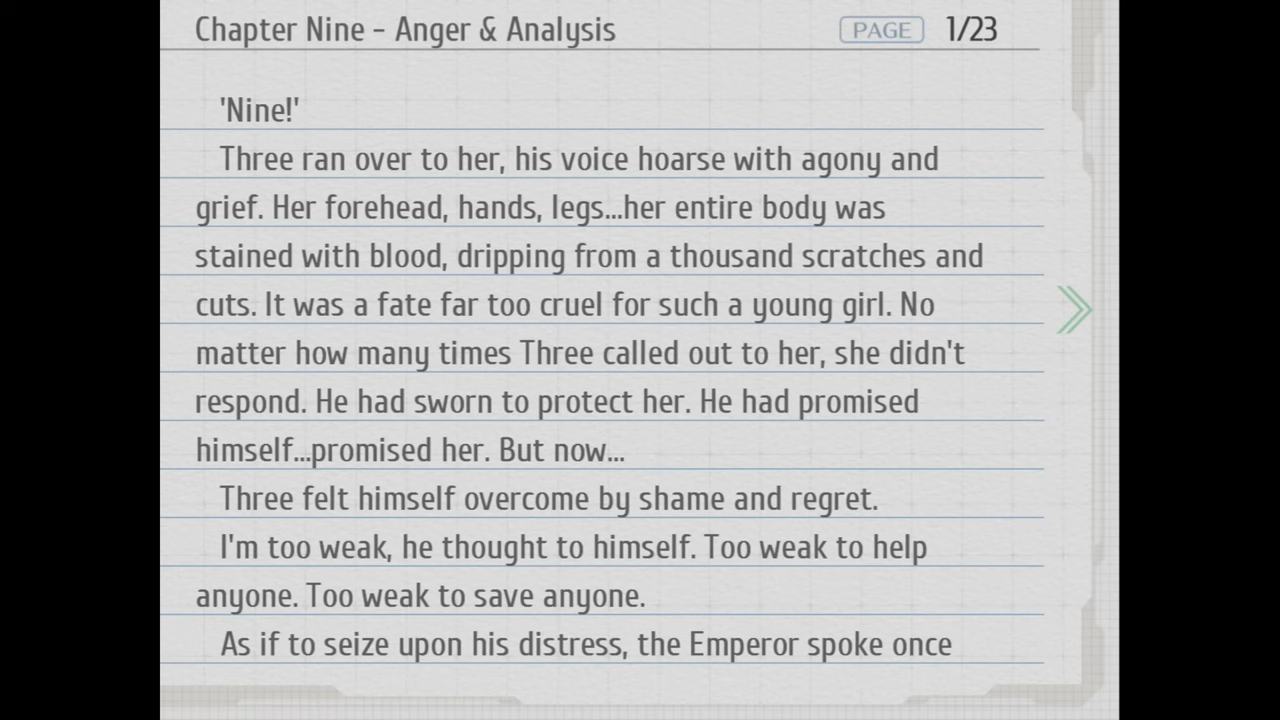 Chapter Nine - Anger & Analysis PAGE 1/23
'Nine!'
Three ran over to her, his voice hoarse with agony and
grief. Her forehead, hands, legs...her entire body was
stained with blood, dripping from a thousand scratches and
cuts. It was a fate far too cruel for such a young girl. No
matter how many times Three called out to her, she didn't
respond. He had sworn to protect her. He had promised
himself...promised her. But now...
Three felt himself overcome by shame and regret.
I'm too weak, he thought to himself. Too weak to help
anyone. Too weak to save anyone.
As if to seize upon his distress, the Emperor spoke once